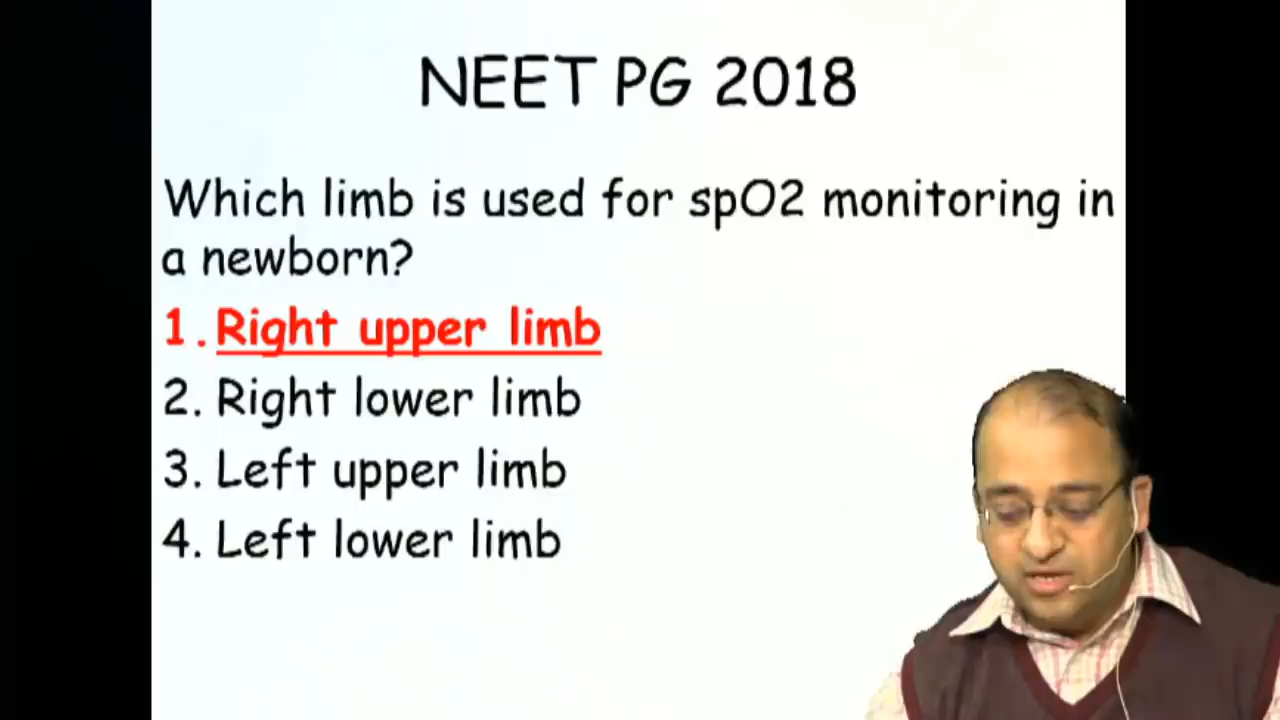 NEET PG 2018
Which limb is used for spO2 monitoring in
a newborn?
1. Right upper limb
2. Right lower limb
3. Left upper limb
4. Left lower limb